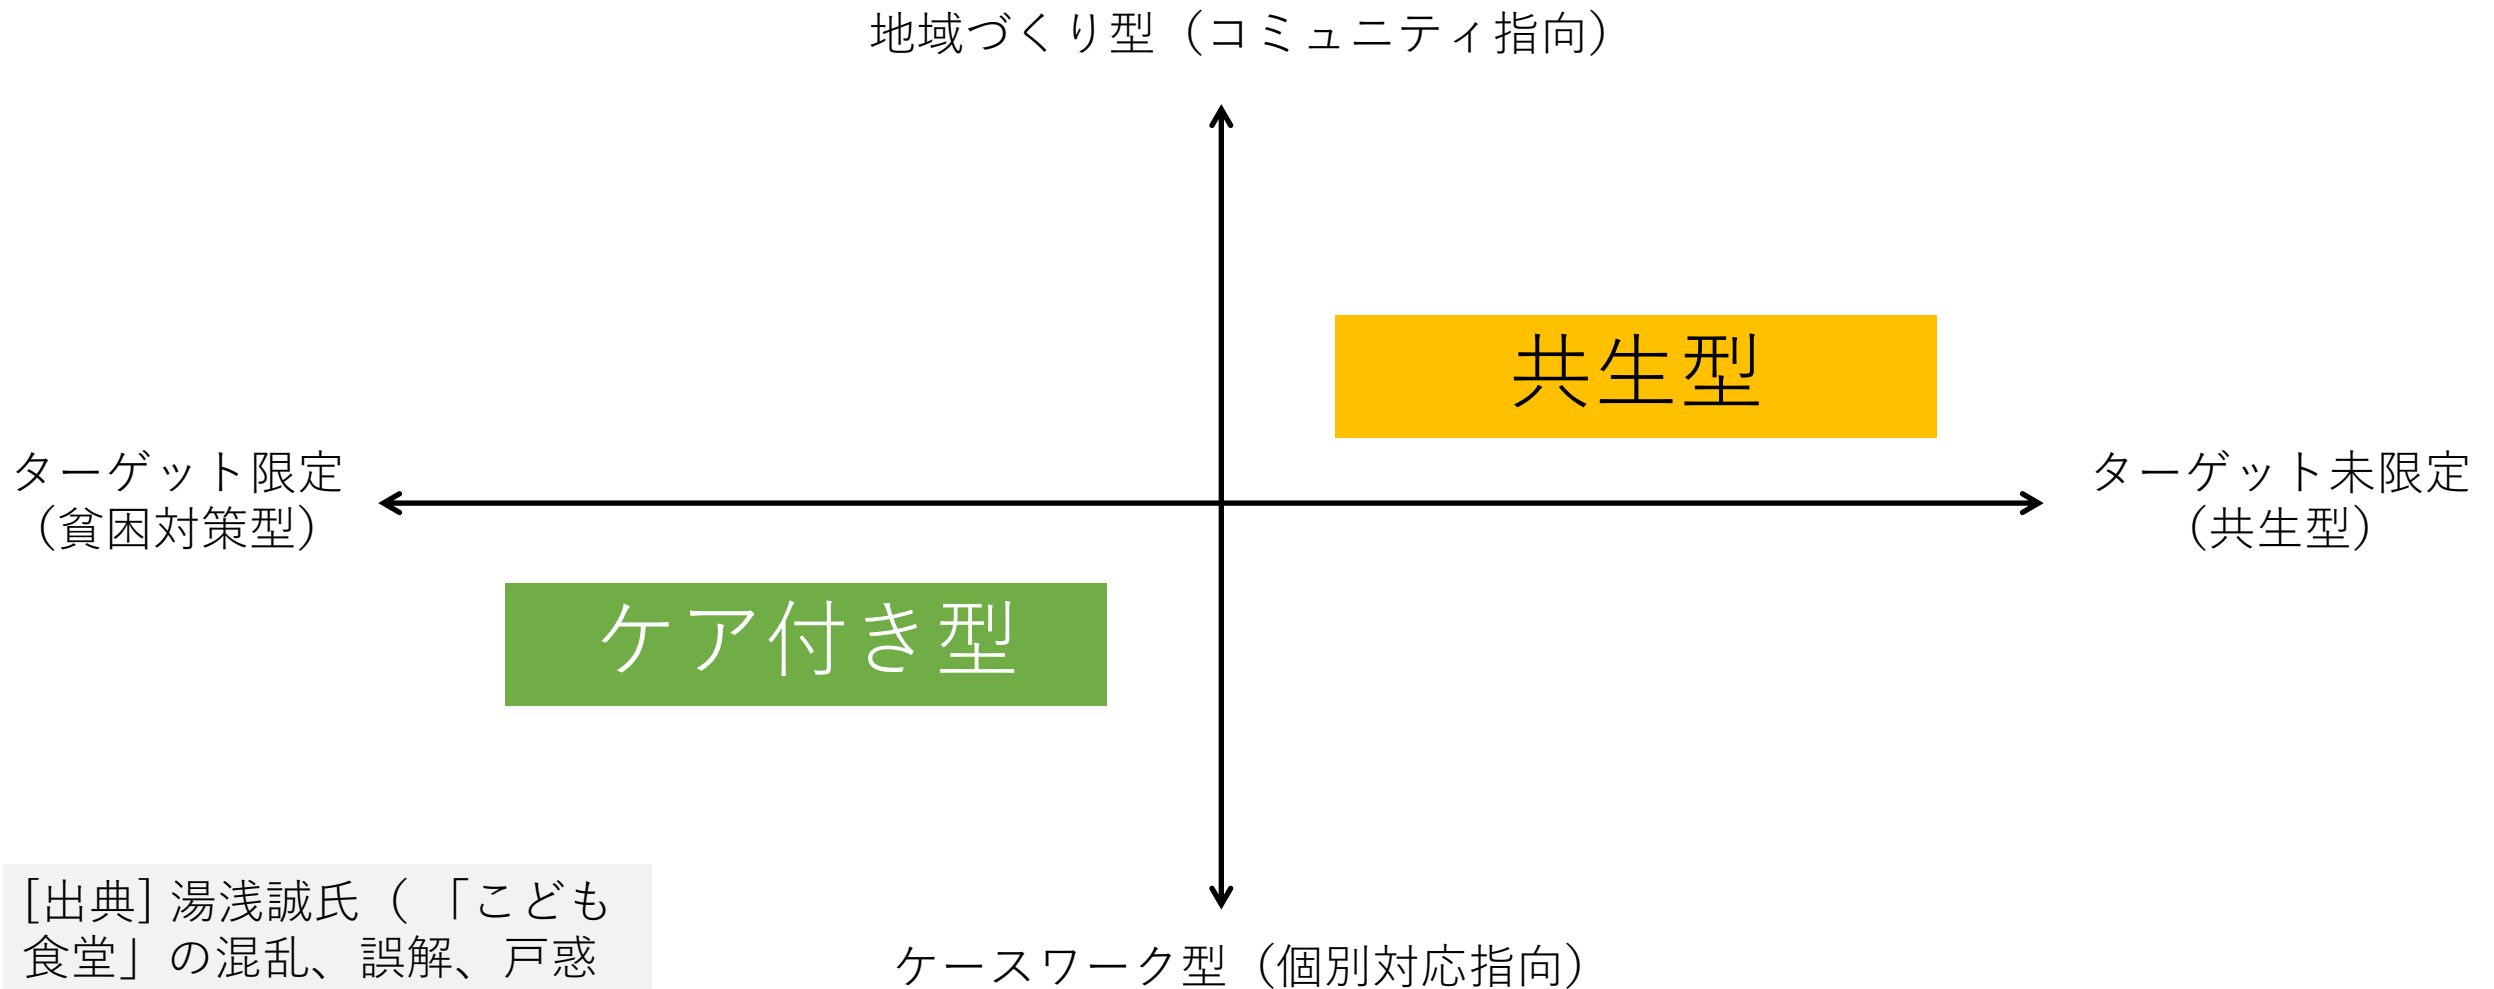 地域づくり型（コミュニティ指向）
共生型
ターゲット限定
（貧困対策型）
ターゲット未限定
（共生型）
ケア付き型
［出典］湯浅誠氏（「こども
食堂」の混乱、誤解、戸惑
ケースワーク型（個別対応指向）